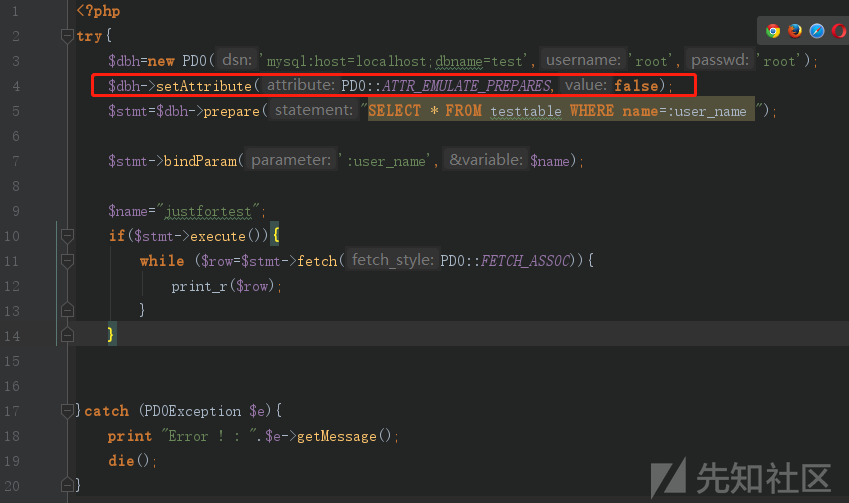 1 <?php
2 try{
3 $dbh=new PDO( dsn: 'mysql:host=localhost;dbname=test', username: 'root', passwd: 'root');
4 $dbh->setAttribute( attribute: PDO::ATTR_EMULATE_PREPARES, value: false);
5 $stmt=$dbh->prepare( statement: "SELECT * FROM testtable WHERE name=:user_name ");
6
7 $stmt->bindParam( parameter: ':user_name', &variable: $name);
8
9 $name="justfortest";
10 if($stmt->execute()){
11 while ($row=$stmt->fetch( fetch_style: PDO::FETCH_ASSOC)){
12 print_r($row);
13 }
14 }
15
16
17 }catch (PDOException $e){
18 print "Error ! : ".$e->getMessage();
19 die();
20 }
先知社区